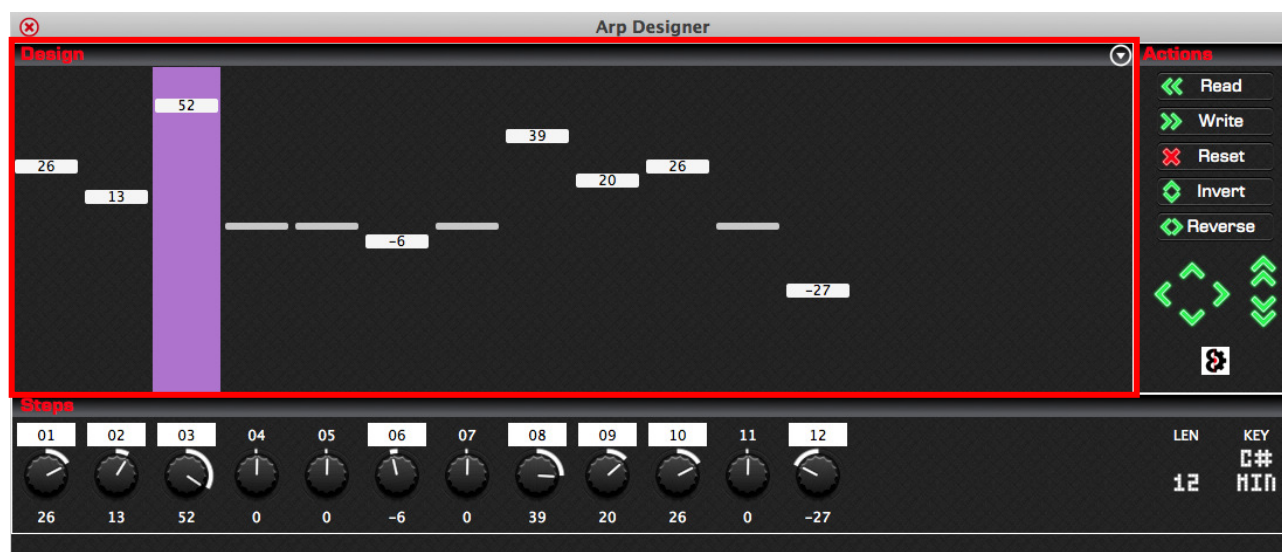 Arp Designer
Design
Actions
52
39
26
20
26
13
-6
-27
Read
Write
Reset
Invert
Reverse
Steps
01 02 03 04 05 06 07 08 09 10 11 12 LEN KEY
12 C# MIN
26 13 52 0 0 -6 0 39 20 26 0 -27